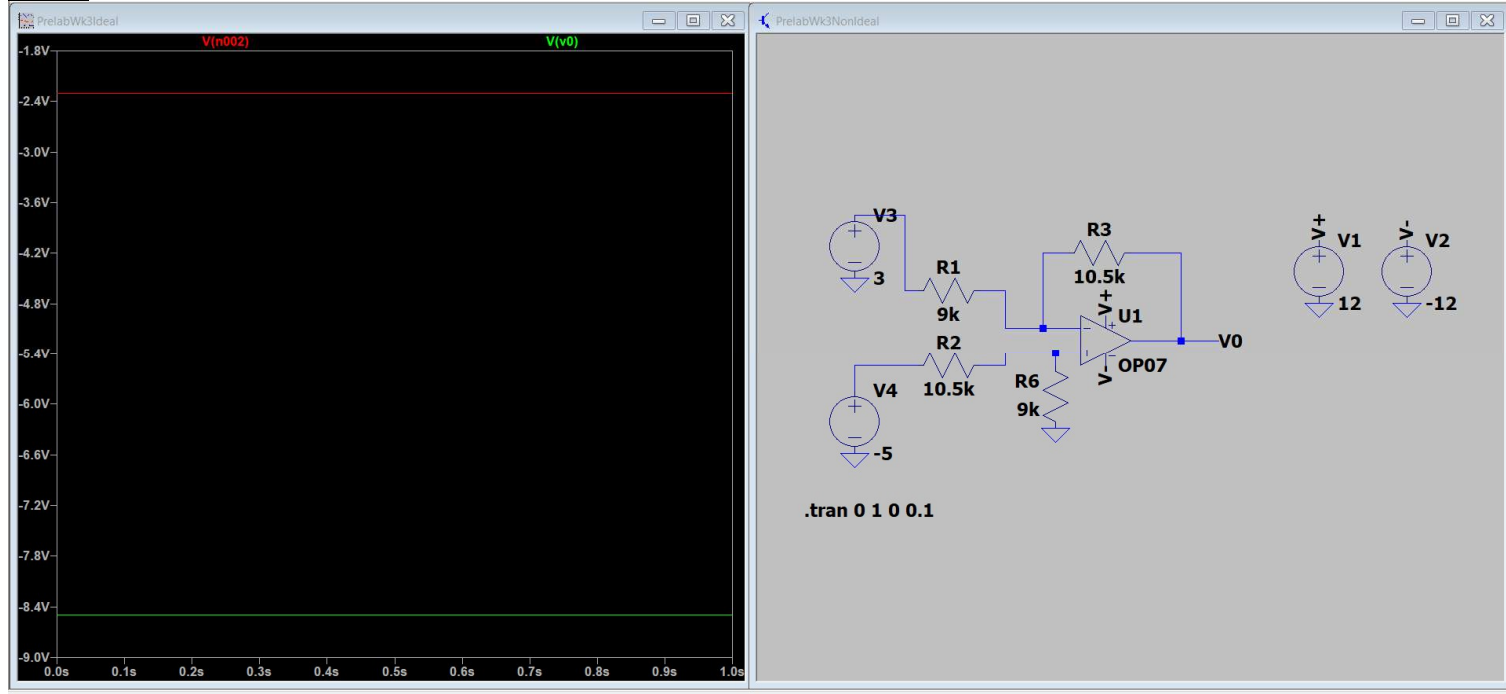 PrelabWk3Ideal
V(n002) V(v0)
-1.8V
-2.4V
-3.0V
-3.6V
-4.2V
-4.8V
-5.4V
-6.0V
-6.6V
-7.2V
-7.8V
-8.4V
-9.0V
0.0s 0.1s 0.2s 0.3s 0.4s 0.5s 0.6s 0.7s 0.8s 0.9s 1.0s
PrelabWk3NonIdeal
V3
3
R1
9k
R3
10.5k
V+
U1
OP07
V-
V0
R2
10.5k
V4
-5
R6
9k
V+
V1
12
V-
V2
-12
.tran 0 1 0 0.1